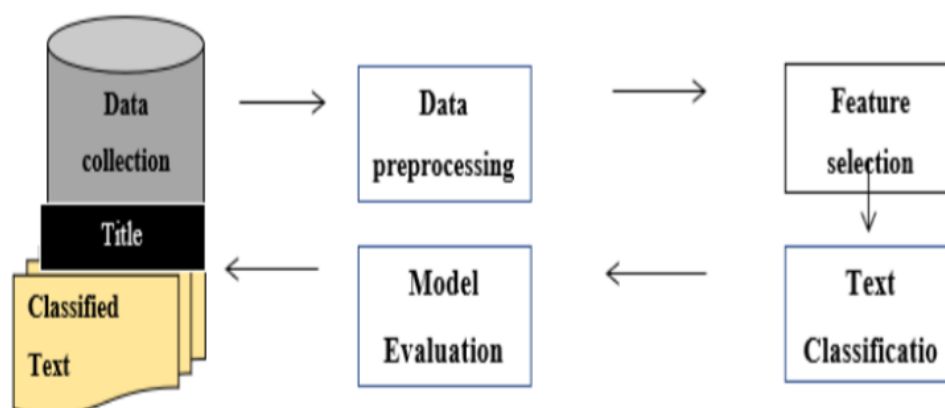 Data
collection
Data
preprocessing
Feature
selection
Title
Classified
Text
Model
Evaluation
Text
Classificatio